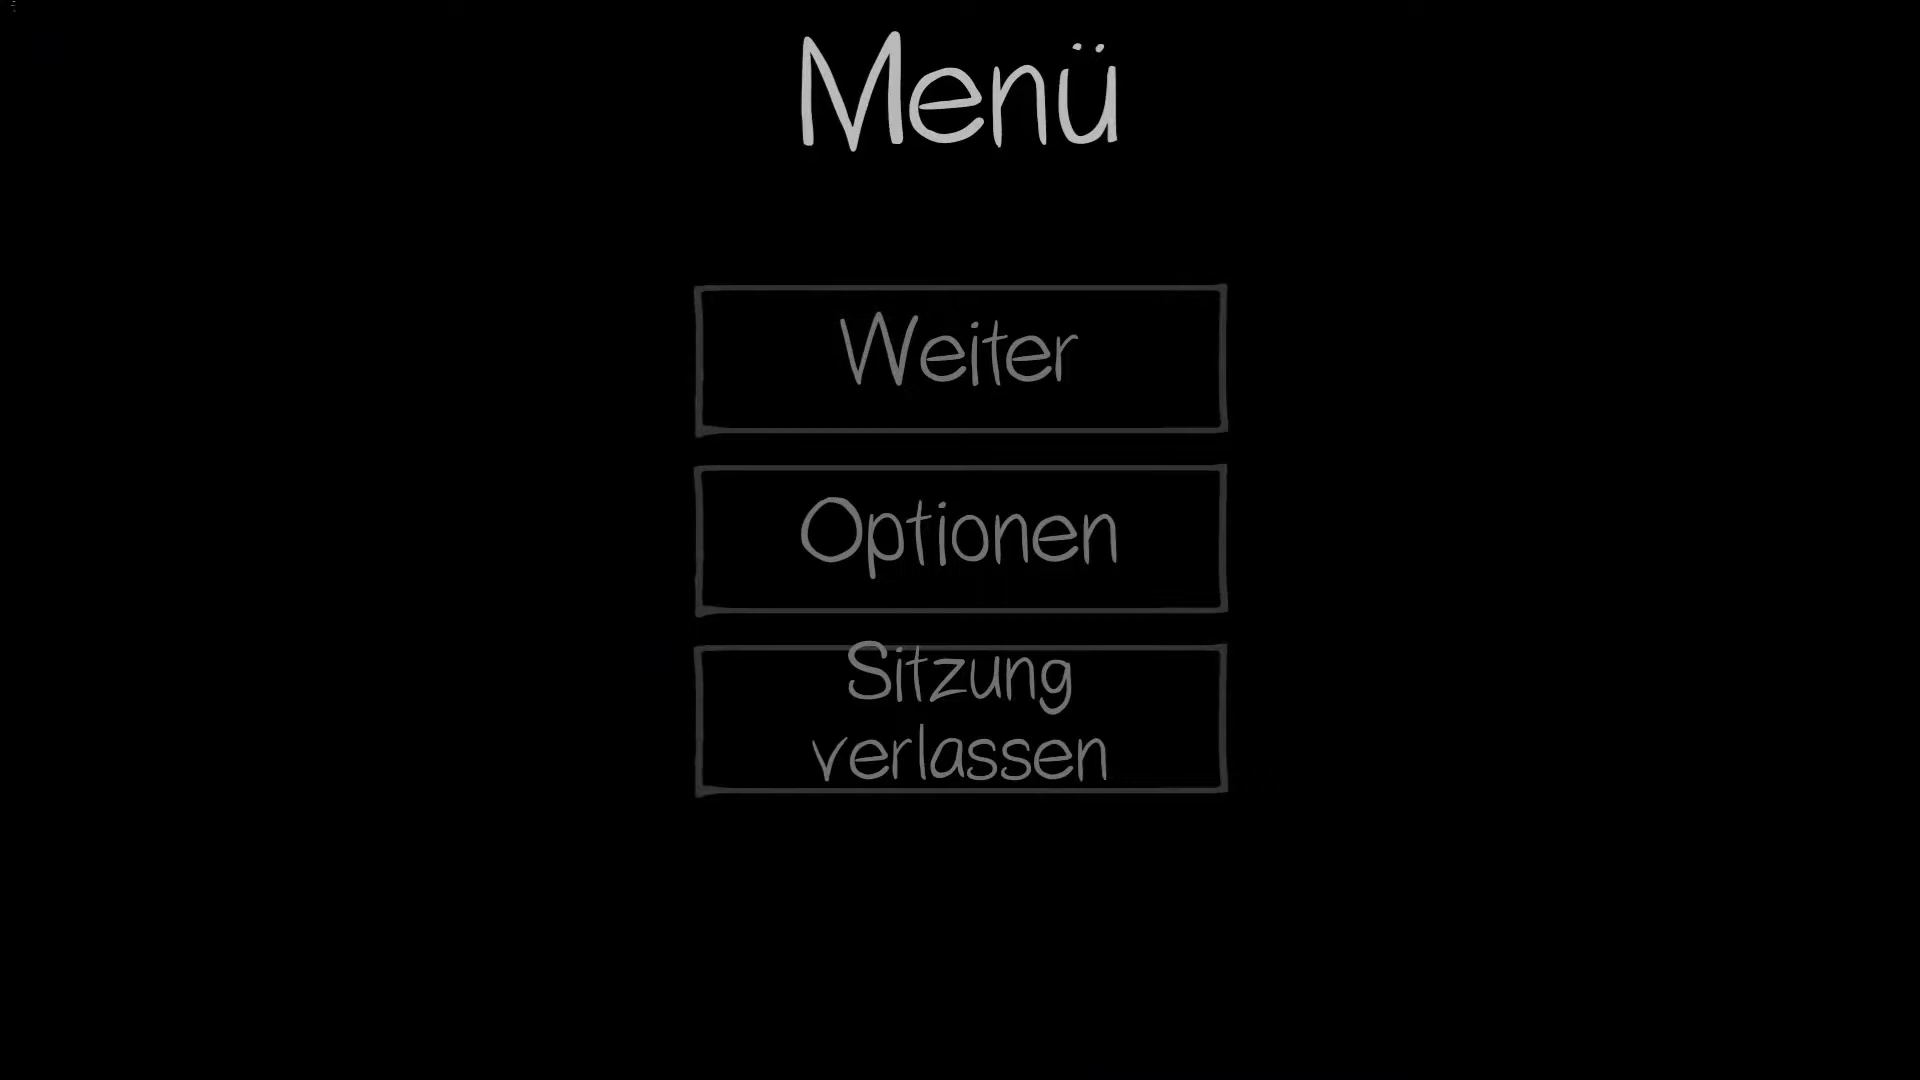 Menü
Weiter
Optionen
Sitzung
verlassen